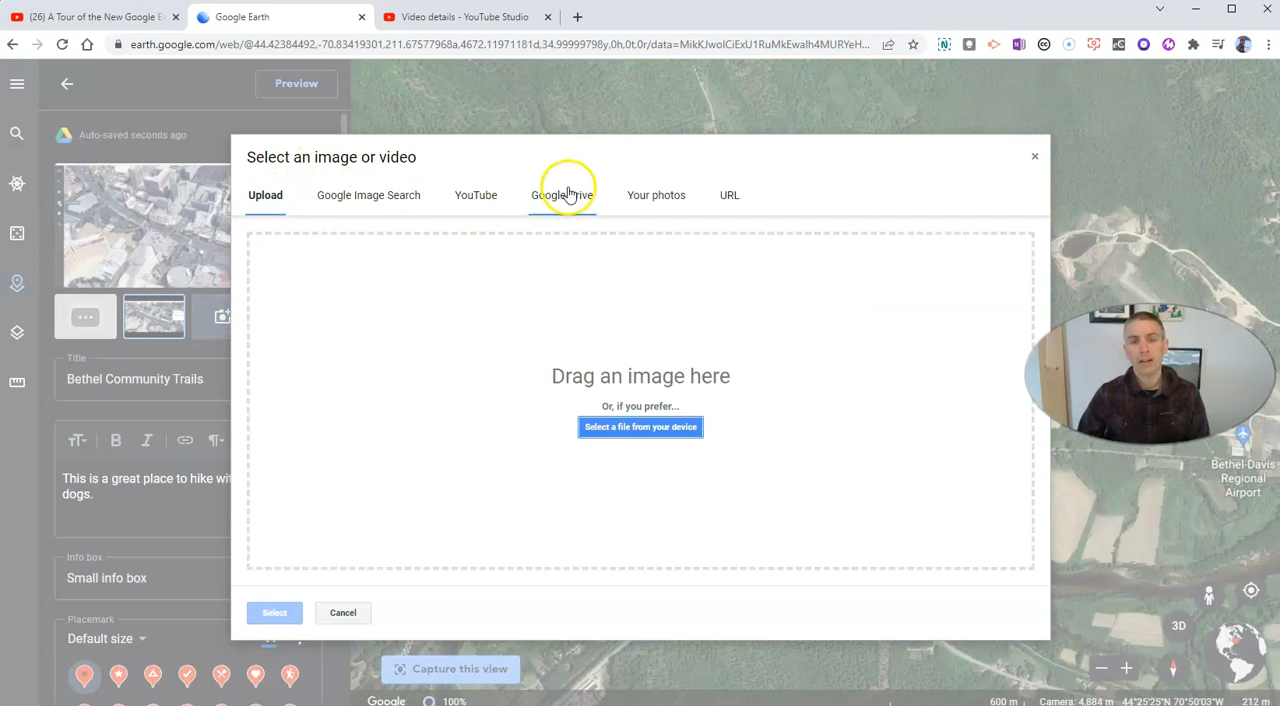 (26) A Tour of the New Google E
Google Earth
Video details - YouTube Studio
earth.google.com/web/@44.42384492,-70.83419301,211.67577968a,4672.11971181d,34.99999798y,0h,0t,0r/data=MikKJwolCiExU1RuMkEwalh4MURYeH...
Preview
Auto-saved seconds ago
Title
Bethel Community Trails
This is a great place to hike wit
dogs.
Info box
Small info box
Placemark
Default size
Select an image or video
Upload
Google Image Search
YouTube
Google Drive
Your photos
URL
Drag an image here
Or, if you prefer...
Select a file from your device
Select
Cancel
Capture this view
Bethel-Davis
Regional
Airport
3D
Google
100%
600 m
Camera: 4,884 m
44°25'25"N 70°50'03"W
212 m